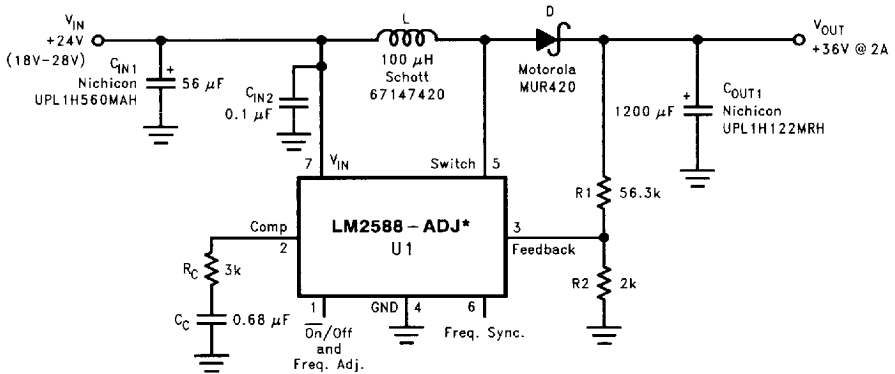 V_IN
+24V
(18V-28V)
C_IN1
Nichicon
UPL1H560MAH
+
56 μF
C_IN2
0.1 μF
L
100 μH
Schott
67147420
D
Motorola
MUR420
V_OUT
+36V @ 2A
+
1200 μF
C_OUT1
Nichicon
UPL1H122MRH
7
V_IN
Switch
5
R1
56.3k
LM2588-ADJ*
U1
Comp
2
3
Feedback
R_C
3k
R2
2k
C_C
0.68 μF
1
GND
4
6
O̅n̅/Off
and
Freq. Adj.
Freq. Sync.